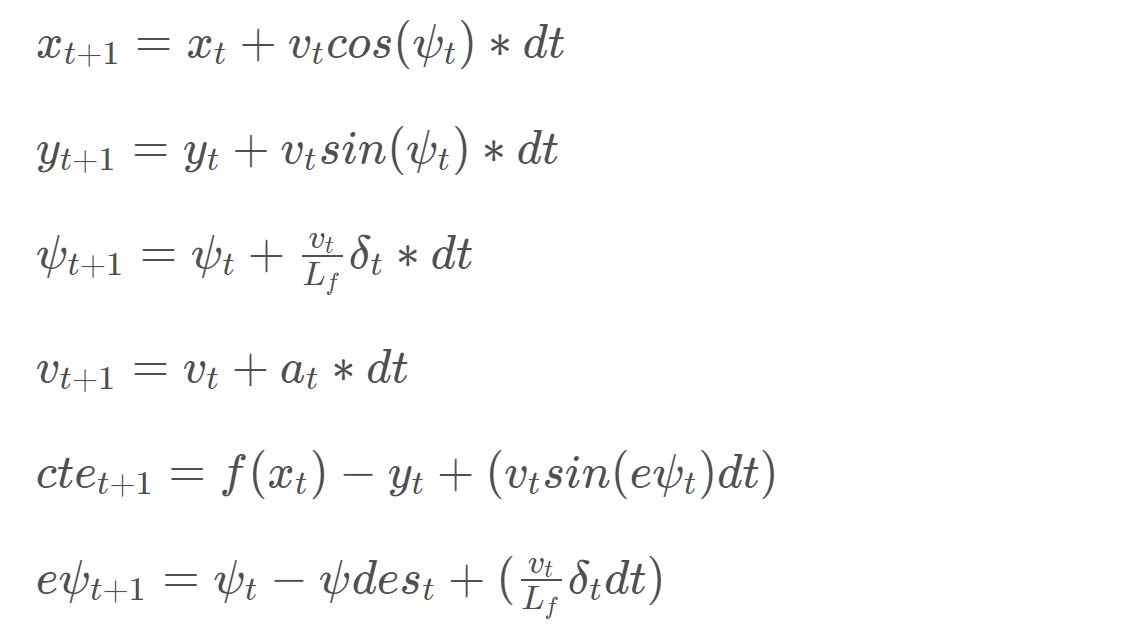 x_{t+1} = x_t + v_t cos(ψ_t) * dt
y_{t+1} = y_t + v_t sin(ψ_t) * dt
ψ_{t+1} = ψ_t + \frac{v_t}{L_f} δ_t * dt
v_{t+1} = v_t + a_t * dt
cte_{t+1} = f(x_t) − y_t + (v_t sin(eψ_t)dt)
eψ_{t+1} = ψ_t − ψdes_t + (\frac{v_t}{L_f} δ_t dt)